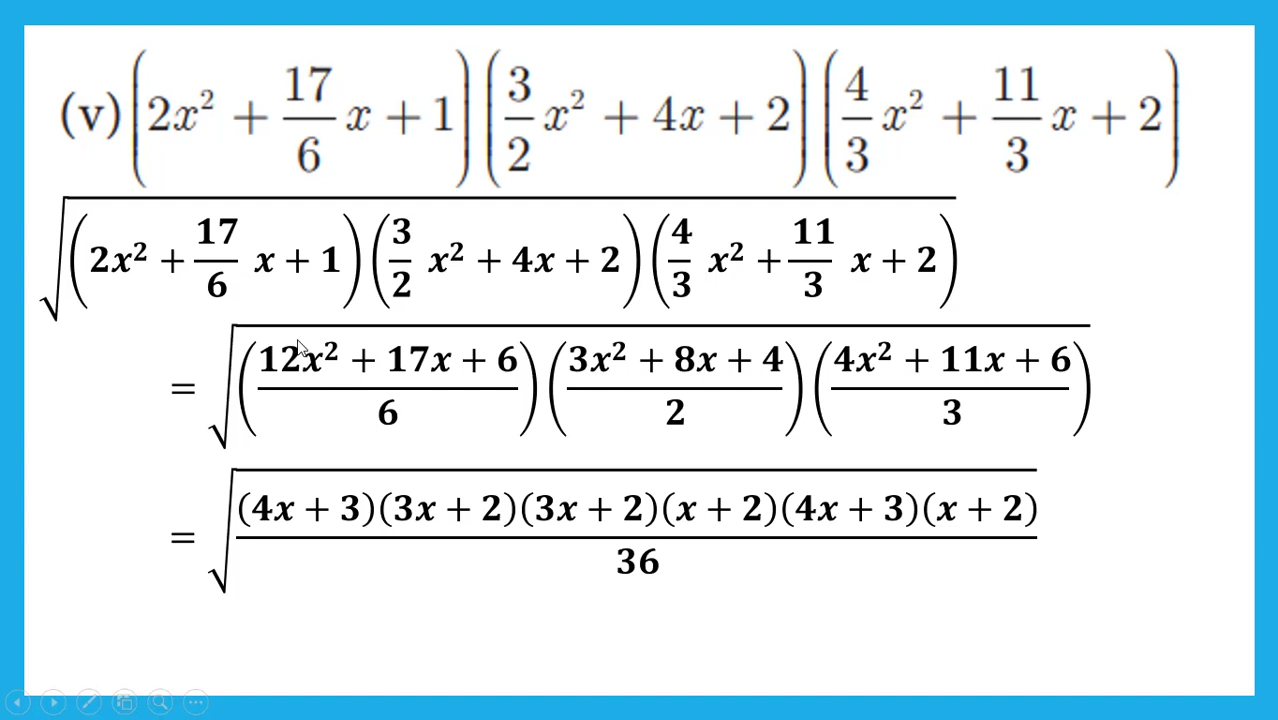 (v) (2x² + 17/6 x + 1) (3/2 x² + 4x + 2) (4/3 x² + 11/3 x + 2)
√((2x² + 17/6 x + 1) (3/2 x² + 4x + 2) (4/3 x² + 11/3 x + 2))
= √(((12x² + 17x + 6)/6) ((3x² + 8x + 4)/2) ((4x² + 11x + 6)/3))
= √((4x + 3)(3x + 2)(3x + 2)(x + 2)(4x + 3)(x + 2)/36)